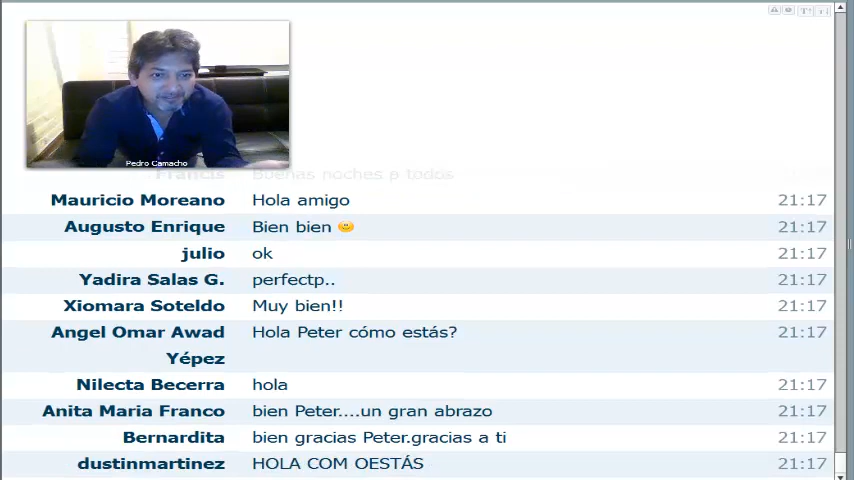 Pedro Camacho
Francis Buenas noches p todos
Mauricio Moreano Hola amigo 21:17
Augusto Enrique Bien bien 21:17
julio ok 21:17
Yadira Salas G. perfectp.. 21:17
Xiomara Soteldo Muy bien!! 21:17
Angel Omar Awad Hola Peter cómo estás? 21:17
Yépez
Nilecta Becerra hola 21:17
Anita Maria Franco bien Peter....un gran abrazo 21:17
Bernardita bien gracias Peter.gracias a ti 21:17
dustinmartinez HOLA COM OESTÁS 21:17